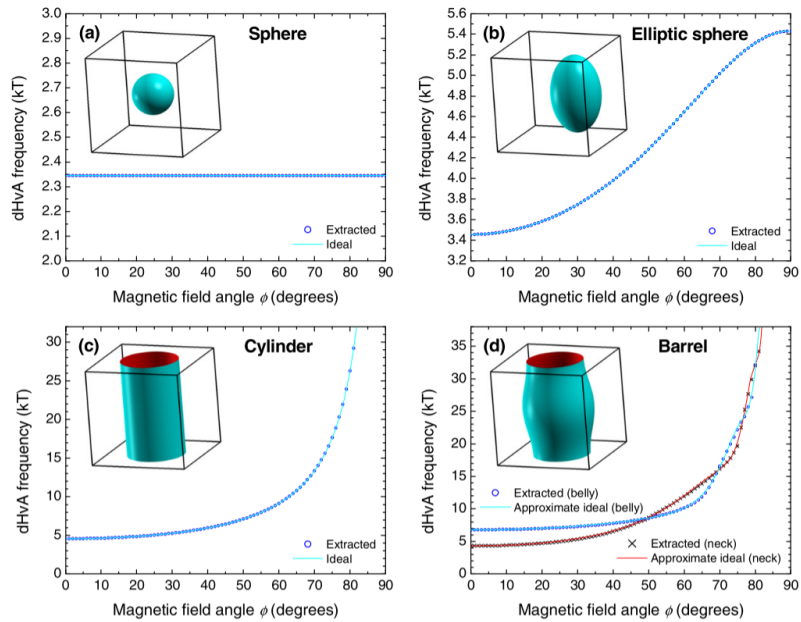 (a) Sphere
3.0
2.9
2.8
2.7
2.6
2.5
2.4
2.3
2.2
2.1
2.0
dHvA frequency (kT)
Extracted
Ideal
0 10 20 30 40 50 60 70 80 90
Magnetic field angle ϕ (degrees)
(b) Elliptic sphere
5.6
5.4
5.2
5.0
4.8
4.6
4.4
4.2
4.0
3.8
3.6
3.4
3.2
dHvA frequency (kT)
Extracted
Ideal
0 10 20 30 40 50 60 70 80 90
Magnetic field angle ϕ (degrees)
(c) Cylinder
30
25
20
15
10
5
0
dHvA frequency (kT)
Extracted
Ideal
0 10 20 30 40 50 60 70 80 90
Magnetic field angle ϕ (degrees)
(d) Barrel
35
30
25
20
15
10
5
0
dHvA frequency (kT)
Extracted (belly)
Approximate ideal (belly)
Extracted (neck)
Approximate ideal (neck)
0 10 20 30 40 50 60 70 80 90
Magnetic field angle ϕ (degrees)